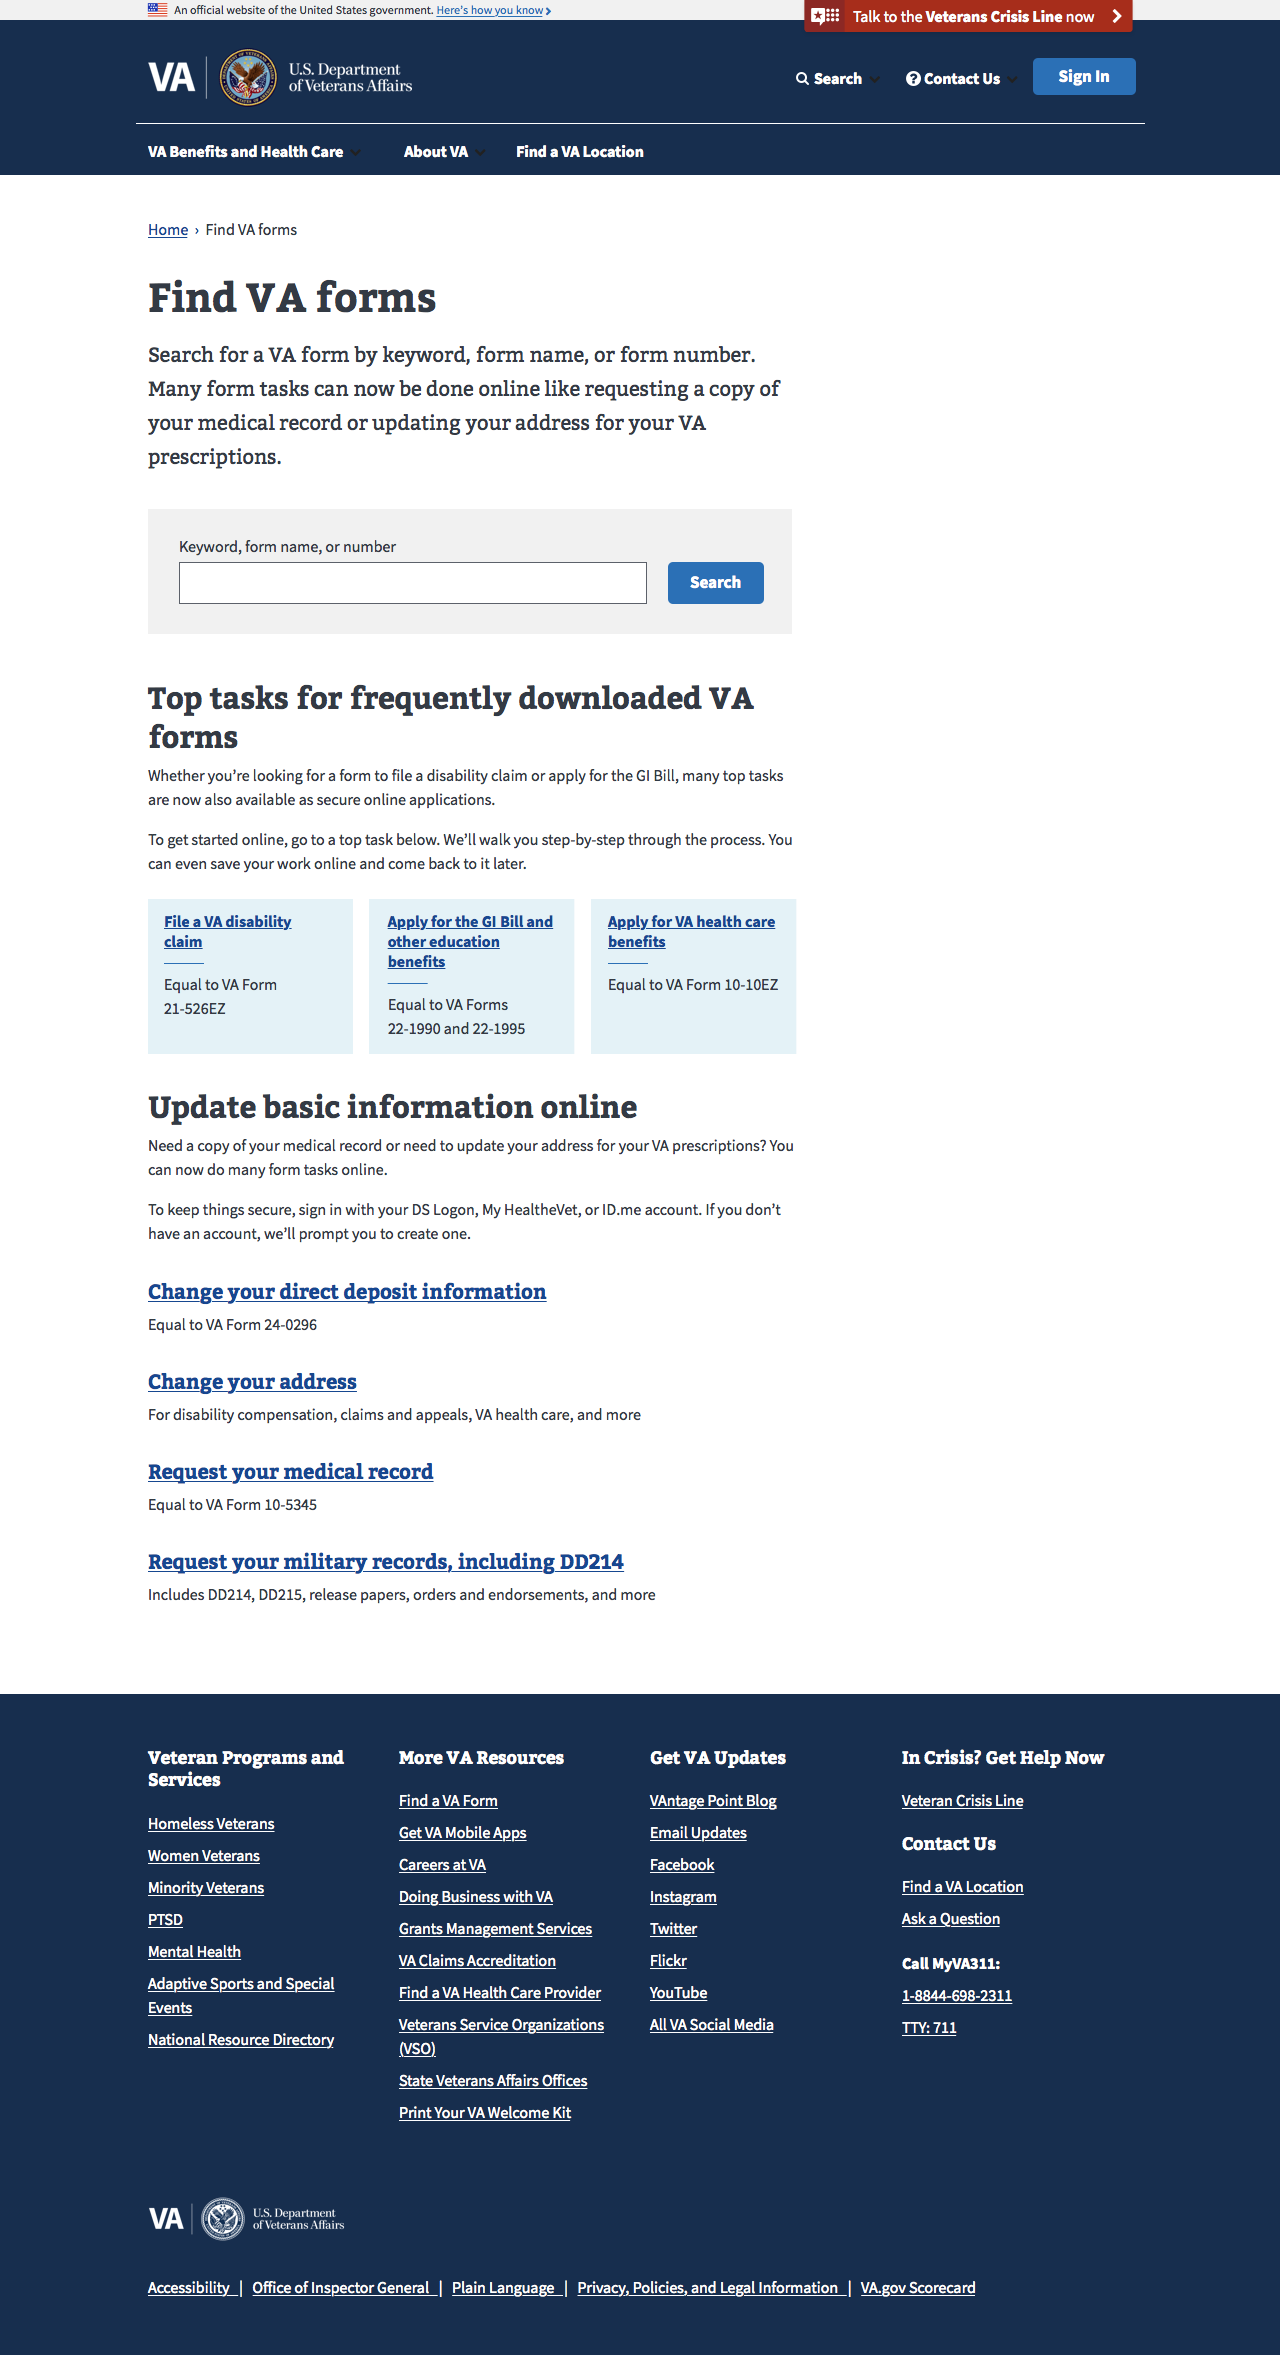 An official website of the United States government. Here's how you know
Talk to the Veterans Crisis Line now
VA
U.S. Department
of Veterans Affairs
Search
Contact Us
Sign In
VA Benefits and Health Care
About VA
Find a VA Location
Home › Find VA forms
Find VA forms
Search for a VA form by keyword, form name, or form number.
Many form tasks can now be done online like requesting a copy of
your medical record or updating your address for your VA
prescriptions.
Keyword, form name, or number
Search
Top tasks for frequently downloaded VA
forms
Whether you’re looking for a form to file a disability claim or apply for the GI Bill, many top tasks
are now also available as secure online applications.
To get started online, go to a top task below. We’ll walk you step-by-step through the process. You
can even save your work online and come back to it later.
File a VA disability
claim
Equal to VA Form
21-526EZ
Apply for the GI Bill and
other education
benefits
Equal to VA Forms
22-1990 and 22-1995
Apply for VA health care
benefits
Equal to VA Form 10-10EZ
Update basic information online
Need a copy of your medical record or need to update your address for your VA prescriptions? You
can now do many form tasks online.
To keep things secure, sign in with your DS Logon, My HealtheVet, or ID.me account. If you don’t
have an account, we’ll prompt you to create one.
Change your direct deposit information
Equal to VA Form 24-0296
Change your address
For disability compensation, claims and appeals, VA health care, and more
Request your medical record
Equal to VA Form 10-5345
Request your military records, including DD214
Includes DD214, DD215, release papers, orders and endorsements, and more
Veteran Programs and
Services
Homeless Veterans
Women Veterans
Minority Veterans
PTSD
Mental Health
Adaptive Sports and Special
Events
National Resource Directory
More VA Resources
Find a VA Form
Get VA Mobile Apps
Careers at VA
Doing Business with VA
Grants Management Services
VA Claims Accreditation
Find a VA Health Care Provider
Veterans Service Organizations
(VSO)
State Veterans Affairs Offices
Print Your VA Welcome Kit
Get VA Updates
VAntage Point Blog
Email Updates
Facebook
Instagram
Twitter
Flickr
YouTube
All VA Social Media
In Crisis? Get Help Now
Veteran Crisis Line
Contact Us
Find a VA Location
Ask a Question
Call MyVA311:
1-8844-698-2311
TTY: 711
VA
U.S. Department
of Veterans Affairs
Accessibility | Office of Inspector General | Plain Language | Privacy, Policies, and Legal Information | VA.gov Scorecard